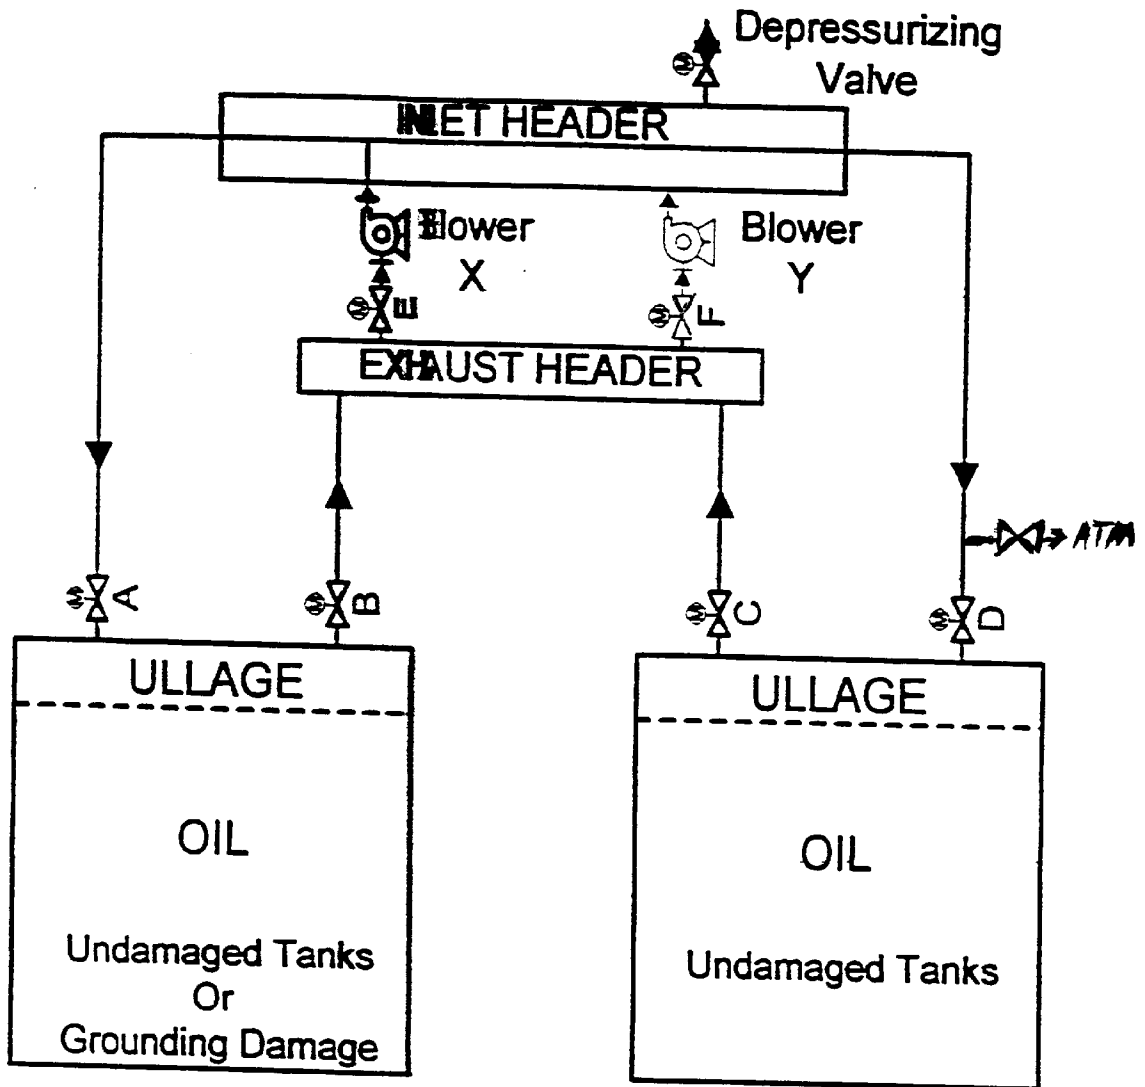 Depressurizing
Valve
INLET HEADER
Blower
X
Blower
Y
E
F
EXHAUST HEADER
M
M
M
ATM
M
A
M
B
M
C
M
D
ULLAGE
ULLAGE
OIL
OIL
Undamaged Tanks
Or
Grounding Damage
Undamaged Tanks